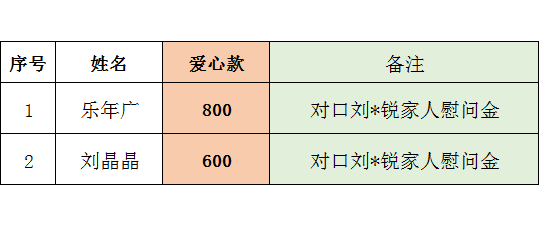 序号 姓名 爱心款 备注
1 乐年广 800 对口刘*锐家人慰问金
2 刘晶晶 600 对口刘*锐家人慰问金